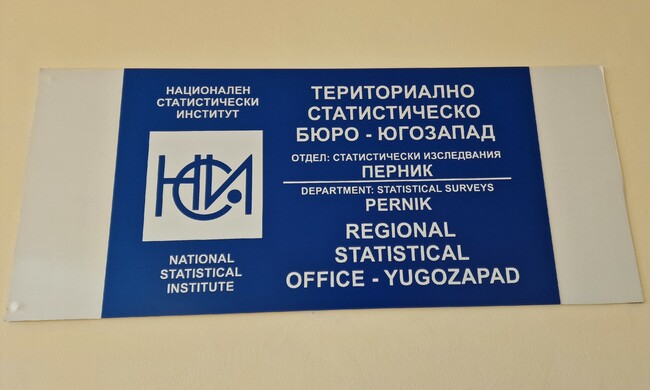 НАЦИОНАЛЕН
СТАТИСТИЧЕСКИ
ИНСТИТУТ
НСИ
NATIONAL
STATISTICAL
INSTITUTE
ТЕРИТОРИАЛНО
СТАТИСТИЧЕСКО
БЮРО - ЮГОЗАПАД
ОТДЕЛ: СТАТИСТИЧЕСКИ ИЗСЛЕДВАНИЯ
ПЕРНИК
DEPARTMENT: STATISTICAL SURVEYS
PERNIK
REGIONAL
STATISTICAL
OFFICE - YUGOZAPAD